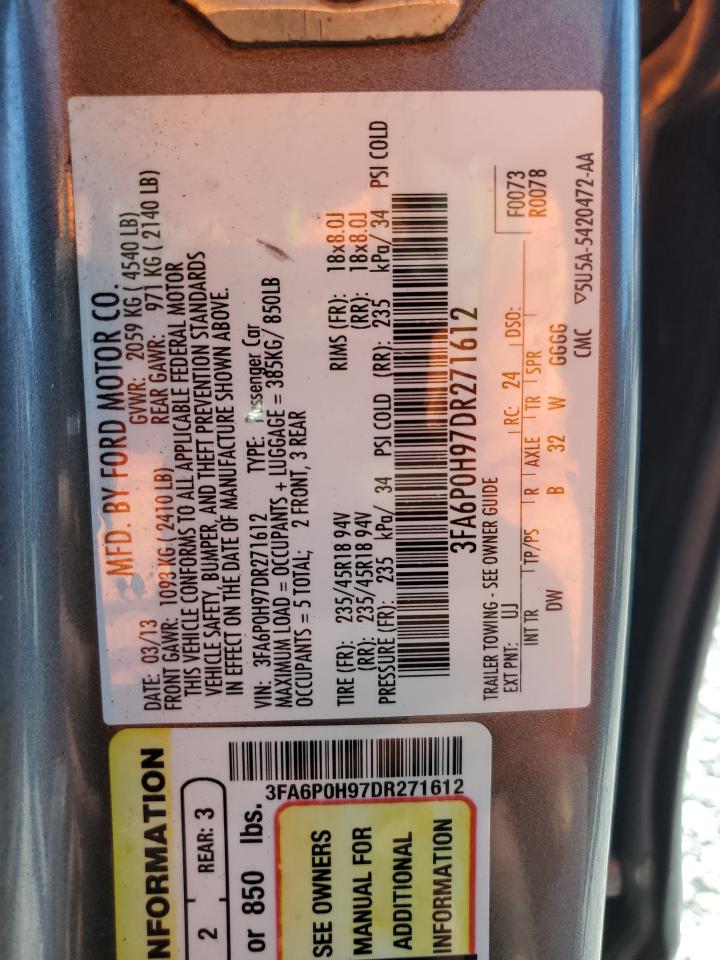 MFD. BY FORD MOTOR CO.
DATE: 03/13 GVWR: 2059 KG ( 4540 LB)
FRONT GAWR: 1093 KG ( 2410 LB) REAR GAWR: 971 KG ( 2140 LB)
THIS VEHICLE CONFORMS TO ALL APPLICABLE FEDERAL MOTOR
VEHICLE SAFETY, BUMPER, AND THEFT PREVENTION STANDARDS
IN EFFECT ON THE DATE OF MANUFACTURE SHOWN ABOVE.
VIN: 3FA6P0H97DR271612 TYPE: Passenger Car
MAXIMUM LOAD = OCCUPANTS + LUGGAGE = 385KG/ 850LB
OCCUPANTS = 5 TOTAL; 2 FRONT, 3 REAR
TIRE (FR): 235/45R18 94V RIMS (FR): 18x8.0J
(RR): 235/45R18 94V (RR): 18x8.0J
PRESSURE (FR): 235 kPa/ 34 PSI COLD (RR): 235 kPa/ 34 PSI COLD
3FA6P0H97DR271612
TRAILER TOWING - SEE OWNER GUIDE F0073
EXT PNT: UJ RC: 24 DSO: R0078
INT TR TP/PS R AXLE TR SPR
DW B 32 W GGGG
CMC ▽5U5A-5420472-AA
NFORMATION
2 REAR: 3
or 850 lbs.
3FA6P0H97DR271612
SEE OWNERS
MANUAL FOR
ADDITIONAL
INFORMATION